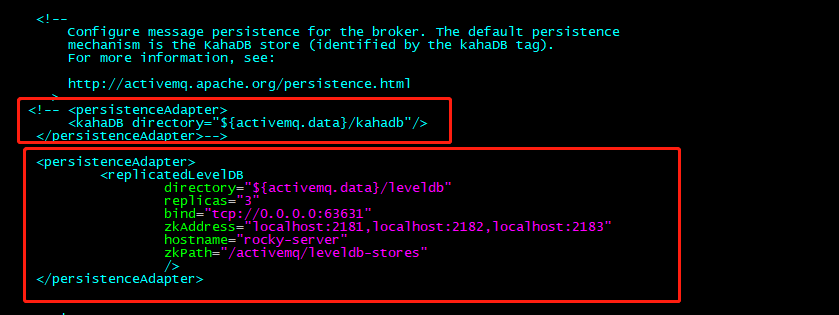 <!--
Configure message persistence for the broker. The default persistence
mechanism is the KahaDB store (identified by the kahaDB tag).
For more information, see:
http://activemq.apache.org/persistence.html
-->
<!-- <persistenceAdapter>
<kahaDB directory="${activemq.data}/kahadb"/>
</persistenceAdapter>-->
<persistenceAdapter>
<replicatedLevelDB
directory="${activemq.data}/leveldb"
replicas="3"
bind="tcp://0.0.0.0:63631"
zkAddress="localhost:2181,localhost:2182,localhost:2183"
hostname="rocky-server"
zkPath="/activemq/leveldb-stores"
/>
</persistenceAdapter>